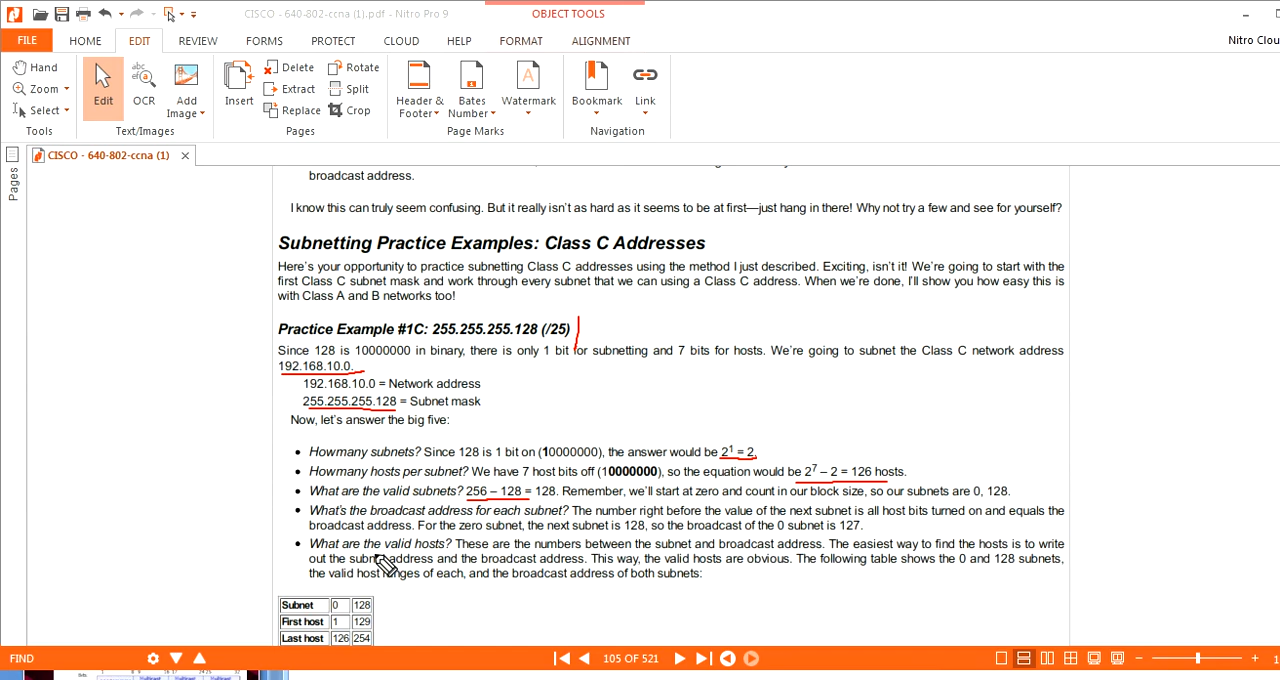 CISCO - 640-802-ccna (1).pdf - Nitro Pro 9
OBJECT TOOLS
FILE HOME EDIT REVIEW FORMS PROTECT CLOUD HELP FORMAT ALIGNMENT
Nitro Clou
Hand
Zoom
Select
Tools
Edit
abc
OCR
Add
Image
Text/Images
Insert
Delete
Extract
Replace
Rotate
Split
Crop
Pages
Header &
Footer
Bates
Number
Watermark
Page Marks
Bookmark
Link
Navigation
Pages
CISCO - 640-802-ccna (1)
broadcast address.
I know this can truly seem confusing. But it really isn't as hard as it seems to be at first—just hang in there! Why not try a few and see for yourself?
Subnetting Practice Examples: Class C Addresses
Here's your opportunity to practice subnetting Class C addresses using the method I just described. Exciting, isn't it! We're going to start with the
first Class C subnet mask and work through every subnet that we can using a Class C address. When we're done, I'll show you how easy this is
with Class A and B networks too!
Practice Example #1C: 255.255.255.128 (/25)
Since 128 is 10000000 in binary, there is only 1 bit for subnetting and 7 bits for hosts. We're going to subnet the Class C network address
192.168.10.0.
192.168.10.0 = Network address
255.255.255.128 = Subnet mask
Now, let's answer the big five:
• Howmany subnets? Since 128 is 1 bit on (10000000), the answer would be 2¹ = 2.
• Howmany hosts per subnet? We have 7 host bits off (10000000), so the equation would be 2⁷ – 2 = 126 hosts.
• What are the valid subnets? 256 – 128 = 128. Remember, we'll start at zero and count in our block size, so our subnets are 0, 128.
• What's the broadcast address for each subnet? The number right before the value of the next subnet is all host bits turned on and equals the
broadcast address. For the zero subnet, the next subnet is 128, so the broadcast of the 0 subnet is 127.
• What are the valid hosts? These are the numbers between the subnet and broadcast address. The easiest way to find the hosts is to write
out the subnet address and the broadcast address. This way, the valid hosts are obvious. The following table shows the 0 and 128 subnets,
the valid host ranges of each, and the broadcast address of both subnets:
Subnet 0 128
First host 1 129
Last host 126 254
FIND
105 OF 521
1